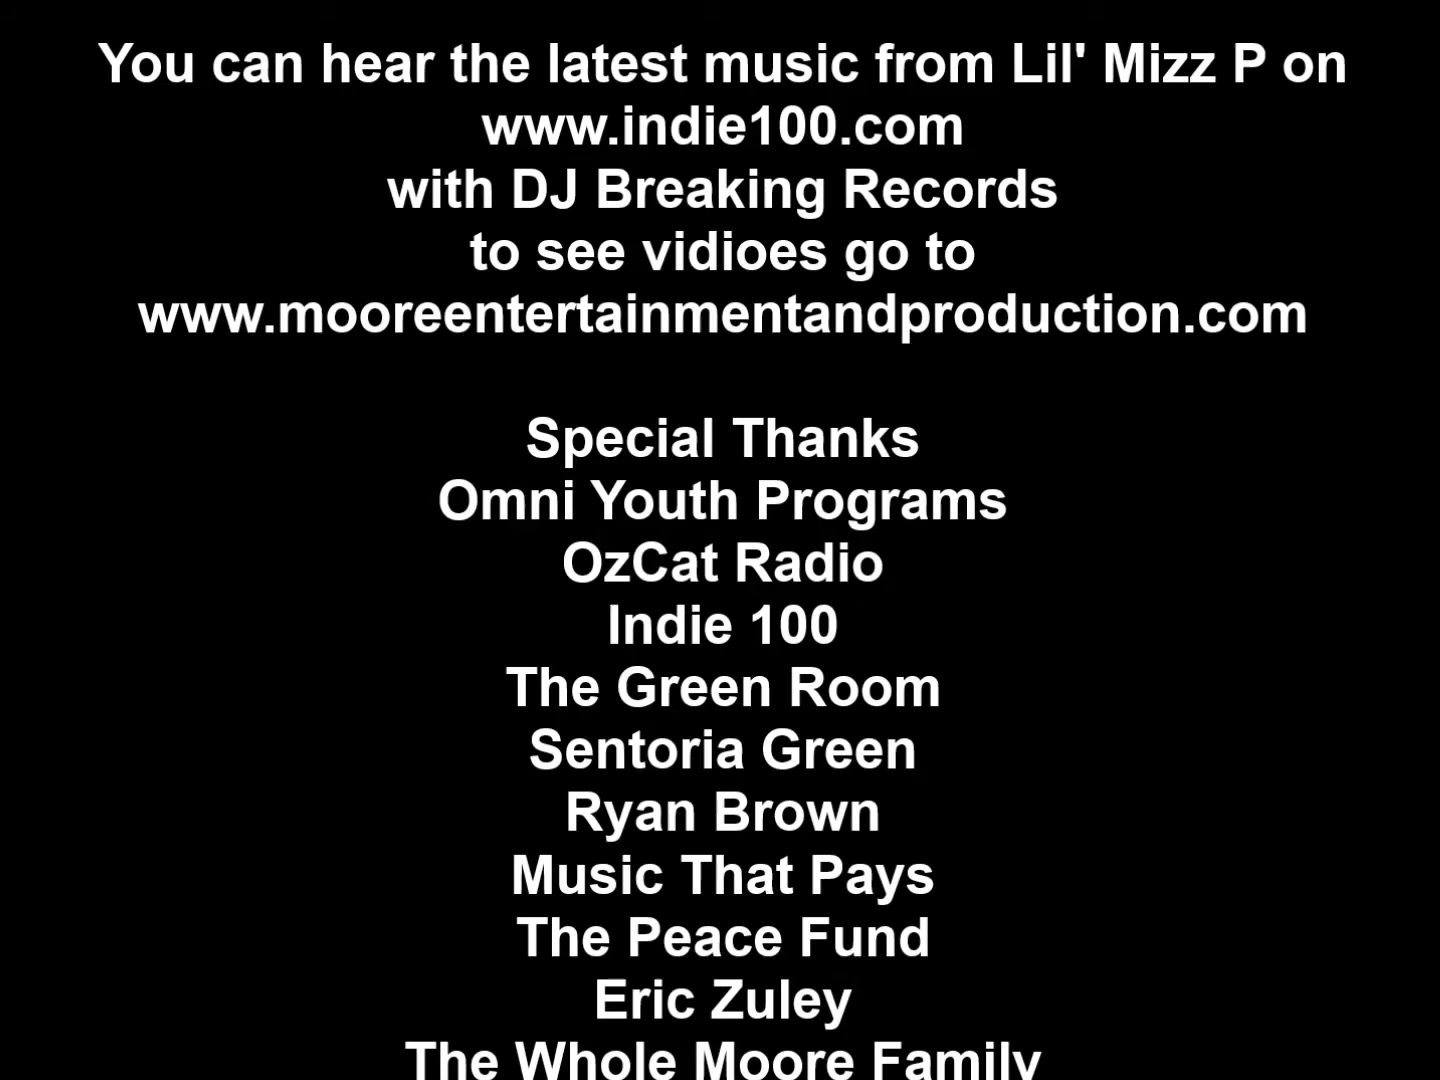 You can hear the latest music from Lil' Mizz P on
www.indie100.com
with DJ Breaking Records
to see vidioes go to
www.mooreentertainmentandproduction.com
Special Thanks
Omni Youth Programs
OzCat Radio
Indie 100
The Green Room
Sentoria Green
Ryan Brown
Music That Pays
The Peace Fund
Eric Zuley
The Whole Moore Family